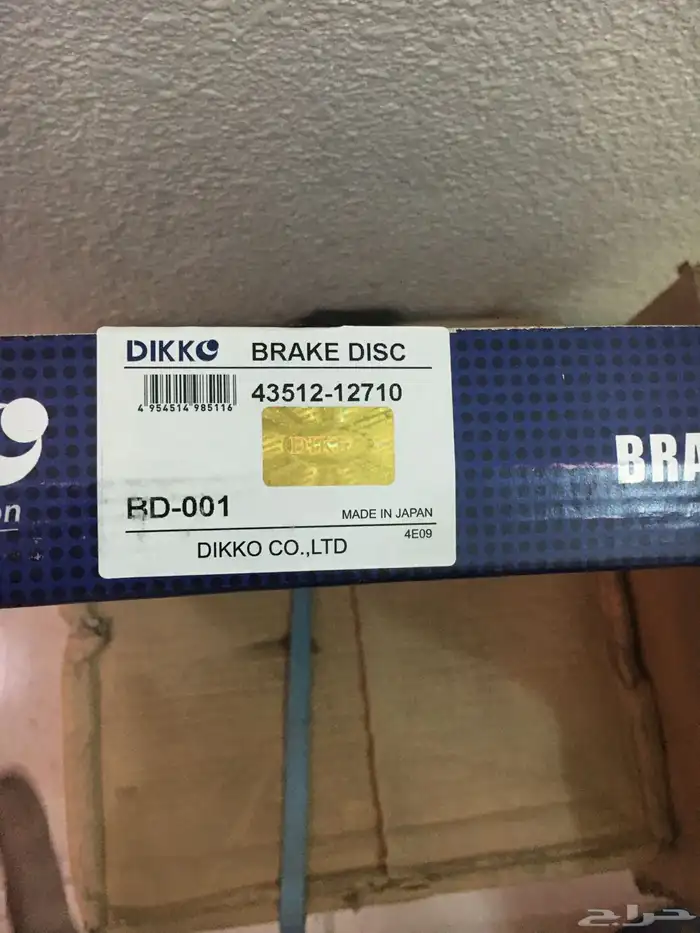 DIKKO BRAKE DISC
4 954514 985116
43512-12710
RD-001
MADE IN JAPAN
4E09
DIKKO CO.,LTD
BRA
on
حراج